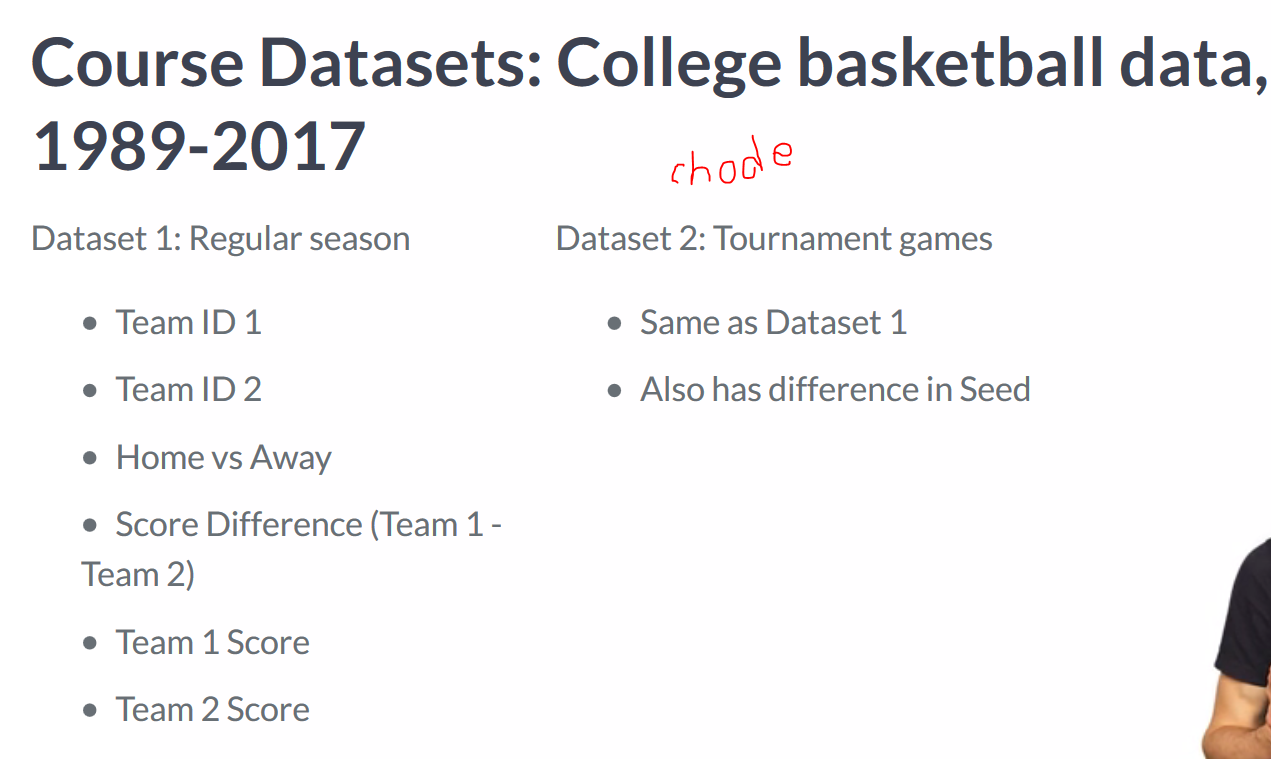 Course Datasets: College basketball data,
1989-2017
chode
Dataset 1: Regular season
• Team ID 1
• Team ID 2
• Home vs Away
• Score Difference (Team 1 -
Team 2)
• Team 1 Score
• Team 2 Score
Dataset 2: Tournament games
• Same as Dataset 1
• Also has difference in Seed